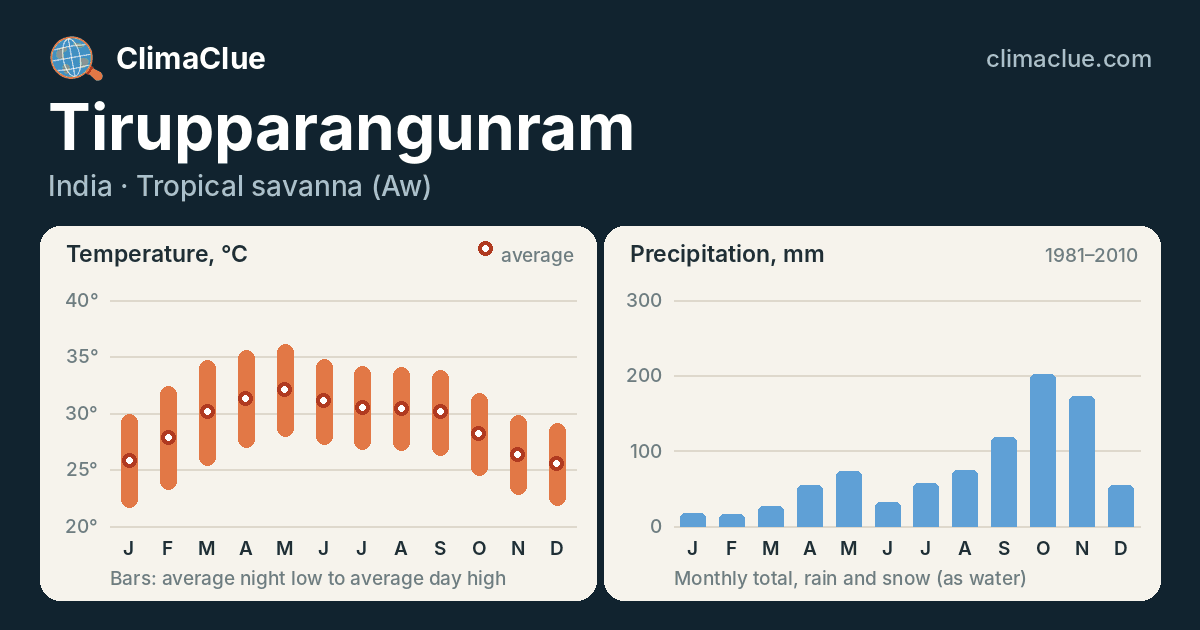 ClimaClue
climaclue.com
Tirupparangunram
India · Tropical savanna (Aw)
Temperature, °C
average
40°
35°
30°
25°
20°
J F M A M J J A S O N D
Bars: average night low to average day high
Precipitation, mm
1981–2010
300
200
100
0
J F M A M J J A S O N D
Monthly total, rain and snow (as water)